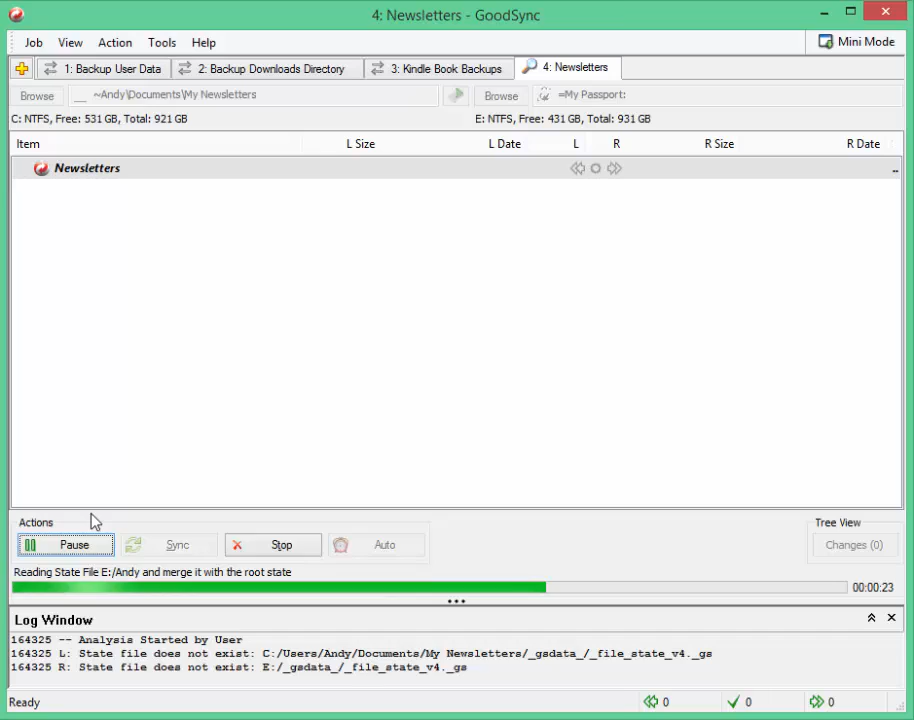 4: Newsletters - GoodSync
Job View Action Tools Help Mini Mode
1: Backup User Data 2: Backup Downloads Directory 3: Kindle Book Backups 4: Newsletters
Browse ~Andy\Documents\My Newsletters Browse =My Passport:
C: NTFS, Free: 531 GB, Total: 921 GB E: NTFS, Free: 431 GB, Total: 931 GB
Item L Size L Date L R R Size R Date
Newsletters ..
Actions Tree View
Pause Sync Stop Auto Changes (0)
Reading State File E:/Andy and merge it with the root state
00:00:23
Log Window
164325 -- Analysis Started by User
164325 L: State file does not exist: C:/Users/Andy/Documents/My Newsletters/_gsdata_/_file_state_v4._gs
164325 R: State file does not exist: E:/_gsdata_/_file_state_v4._gs
Ready 0 0 0